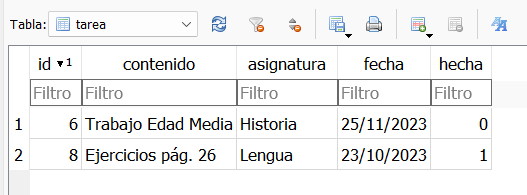 Tabla: tarea
id 1 contenido asignatura fecha hecha
Filtro Filtro Filtro Filtro Filtro
1 6 Trabajo Edad Media Historia 25/11/2023 0
2 8 Ejercicios pág. 26 Lengua 23/10/2023 1